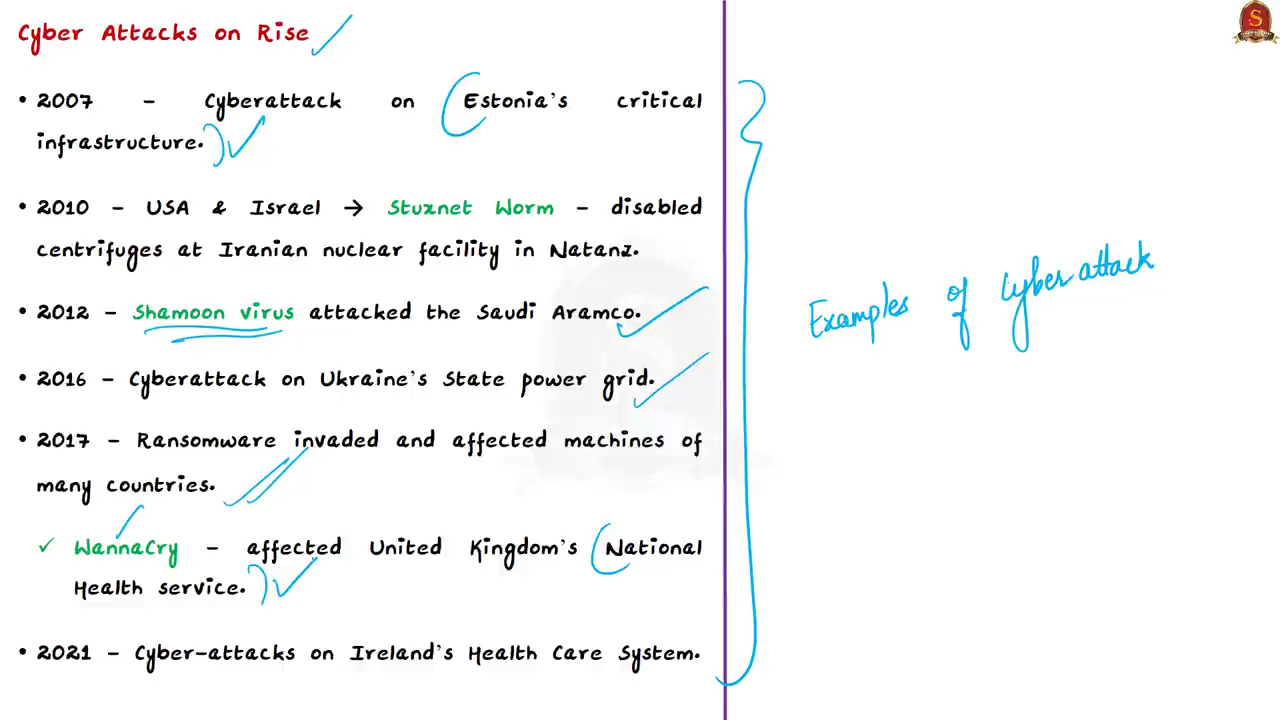 Cyber Attacks on Rise
• 2007 – Cyberattack on Estonia's critical
infrastructure.
• 2010 – USA & Israel → Stuxnet Worm – disabled
centrifuges at Iranian nuclear facility in Natanz.
• 2012 – Shamoon virus attacked the Saudi Aramco.
• 2016 – Cyberattack on Ukraine's State power grid.
• 2017 – Ransomware invaded and affected machines of
many countries.
✓ WannaCry – affected United Kingdom's National
Health service.
• 2021 – Cyber-attacks on Ireland's Health Care System.
Examples of Cyber attack